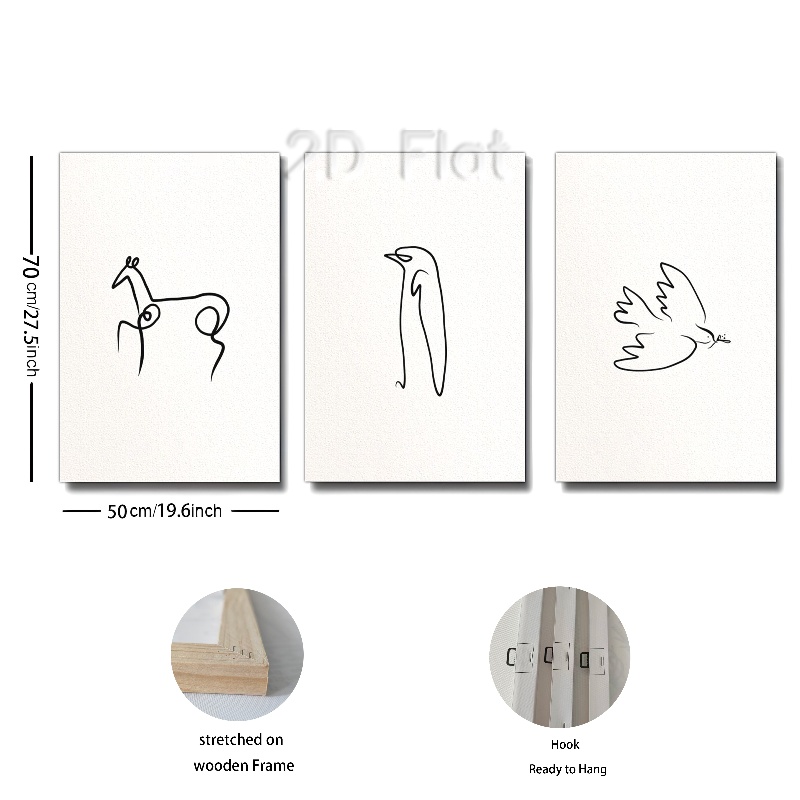 2D Flat
70 cm/27.5inch
50cm/19.6inch
stretched on
wooden Frame
Hook
Ready to Hang